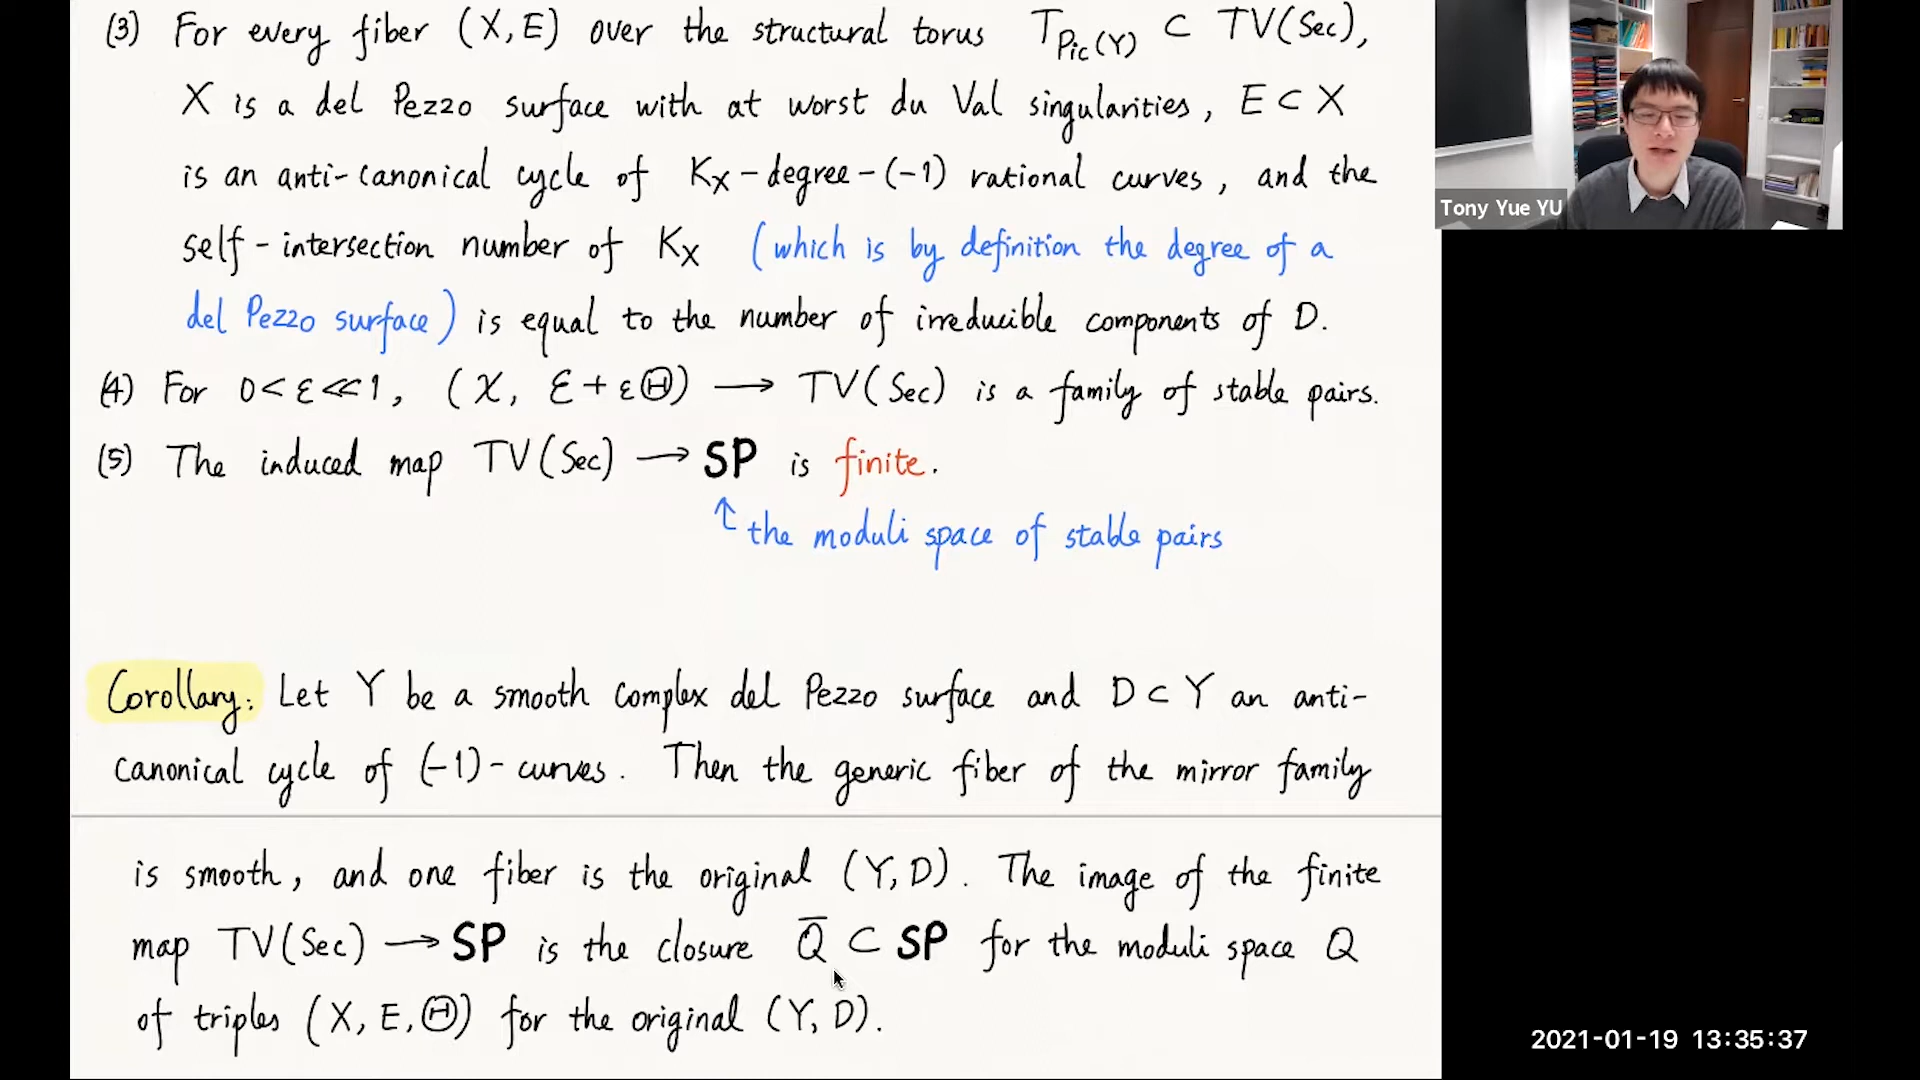 (3) For every fiber (X, E) over the structural torus T_Pic(Y) ⊂ TV(Sec),
X is a del Pezzo surface with at worst du Val singularities, E ⊂ X
is an anti-canonical cycle of K_X-degree-(-1) rational curves, and the
self-intersection number of K_X (which is by definition the degree of a
del Pezzo surface) is equal to the number of irreducible components of D.
(4) For 0 < ε ≪ 1, (𝒳, ℰ + εΘ) → TV(Sec) is a family of stable pairs.
(5) The induced map TV(Sec) → SP is finite.
↑ the moduli space of stable pairs
Corollary: Let Y be a smooth complex del Pezzo surface and D ⊂ Y an anti-
canonical cycle of (-1)-curves. Then the generic fiber of the mirror family
is smooth, and one fiber is the original (Y, D). The image of the finite
map TV(Sec) → SP is the closure Q̅ ⊂ SP for the moduli space Q
of triples (X, E, Θ) for the original (Y, D).
Tony Yue YU
2021-01-19 13:35:37